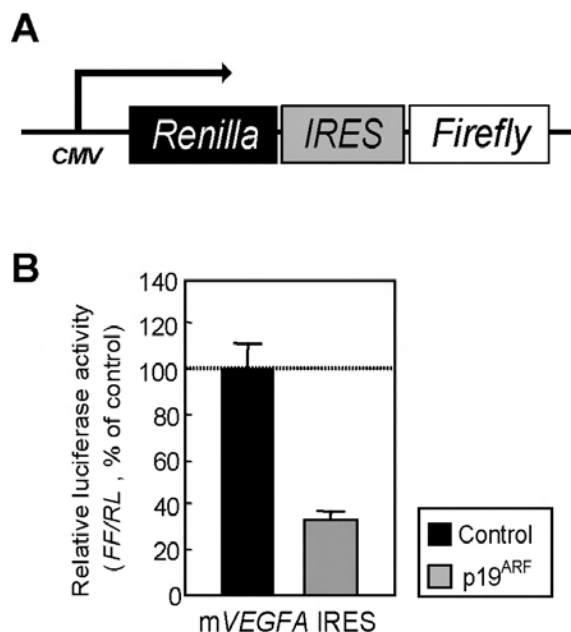 A
CMV Renilla IRES Firefly
B
Relative luciferase activity
(FF/RL , % of control)
140
120
100
80
60
40
20
0
mVEGFA IRES
Control
p19ARF